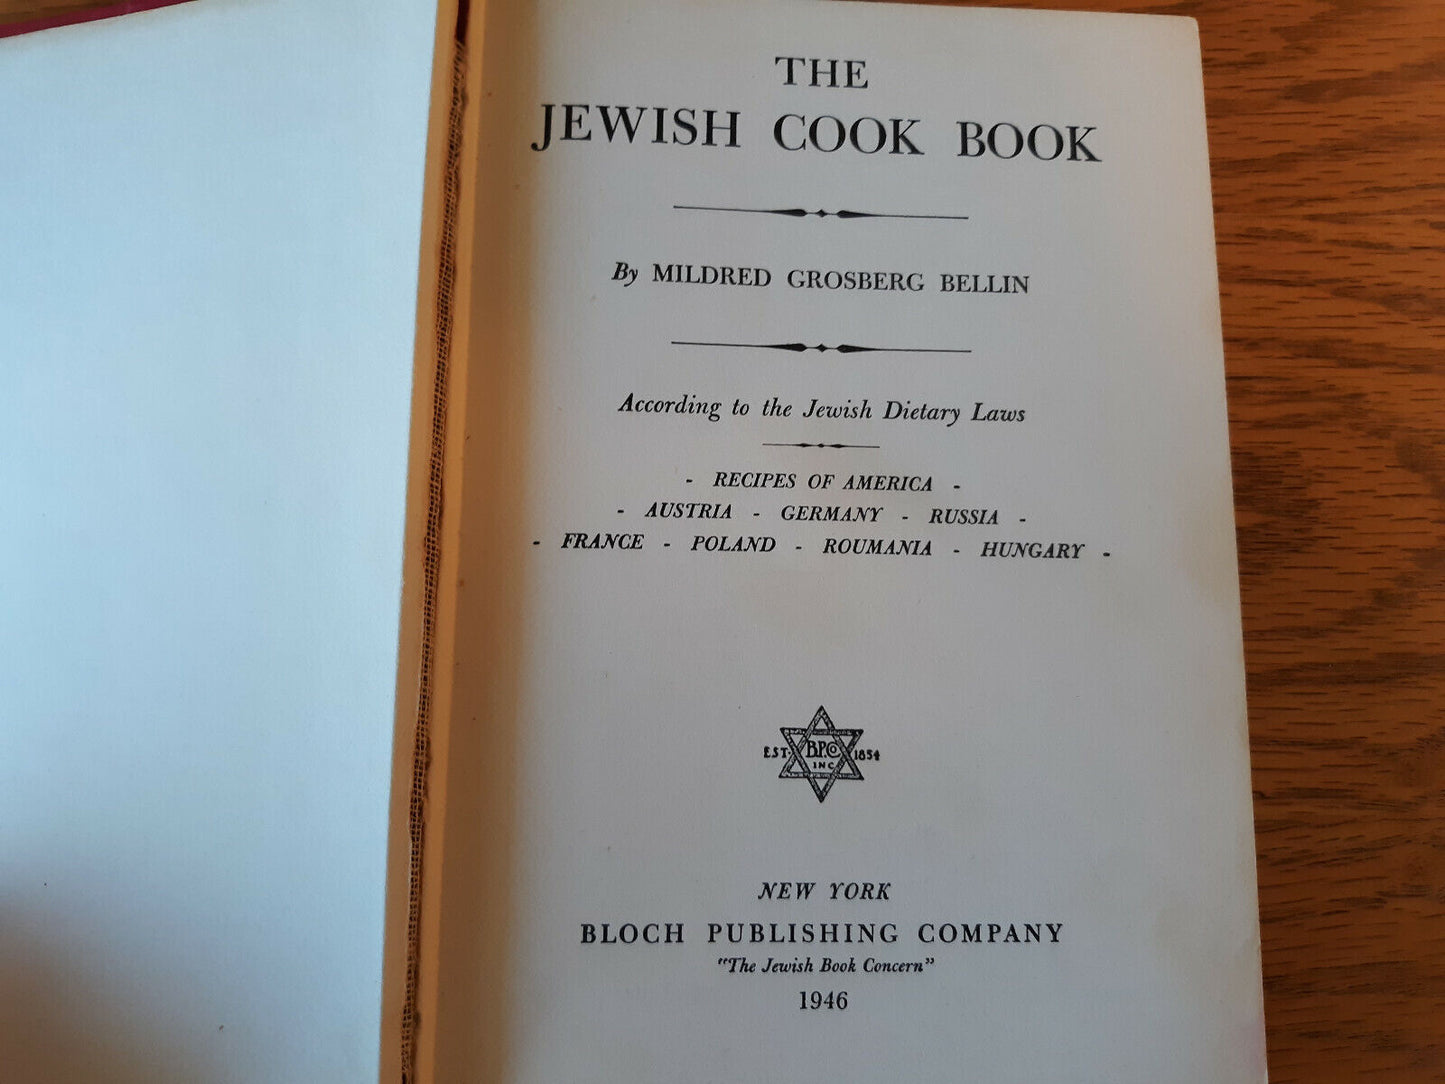 THE
JEWISH COOK BOOK
By MILDRED GROSBERG BELLIN
According to the Jewish Dietary Laws
- RECIPES OF AMERICA -
- AUSTRIA - GERMANY - RUSSIA -
- FRANCE - POLAND - ROUMANIA - HUNGARY -
EST. B.P.Co 1854
INC
NEW YORK
BLOCH PUBLISHING COMPANY
"The Jewish Book Concern"
1946